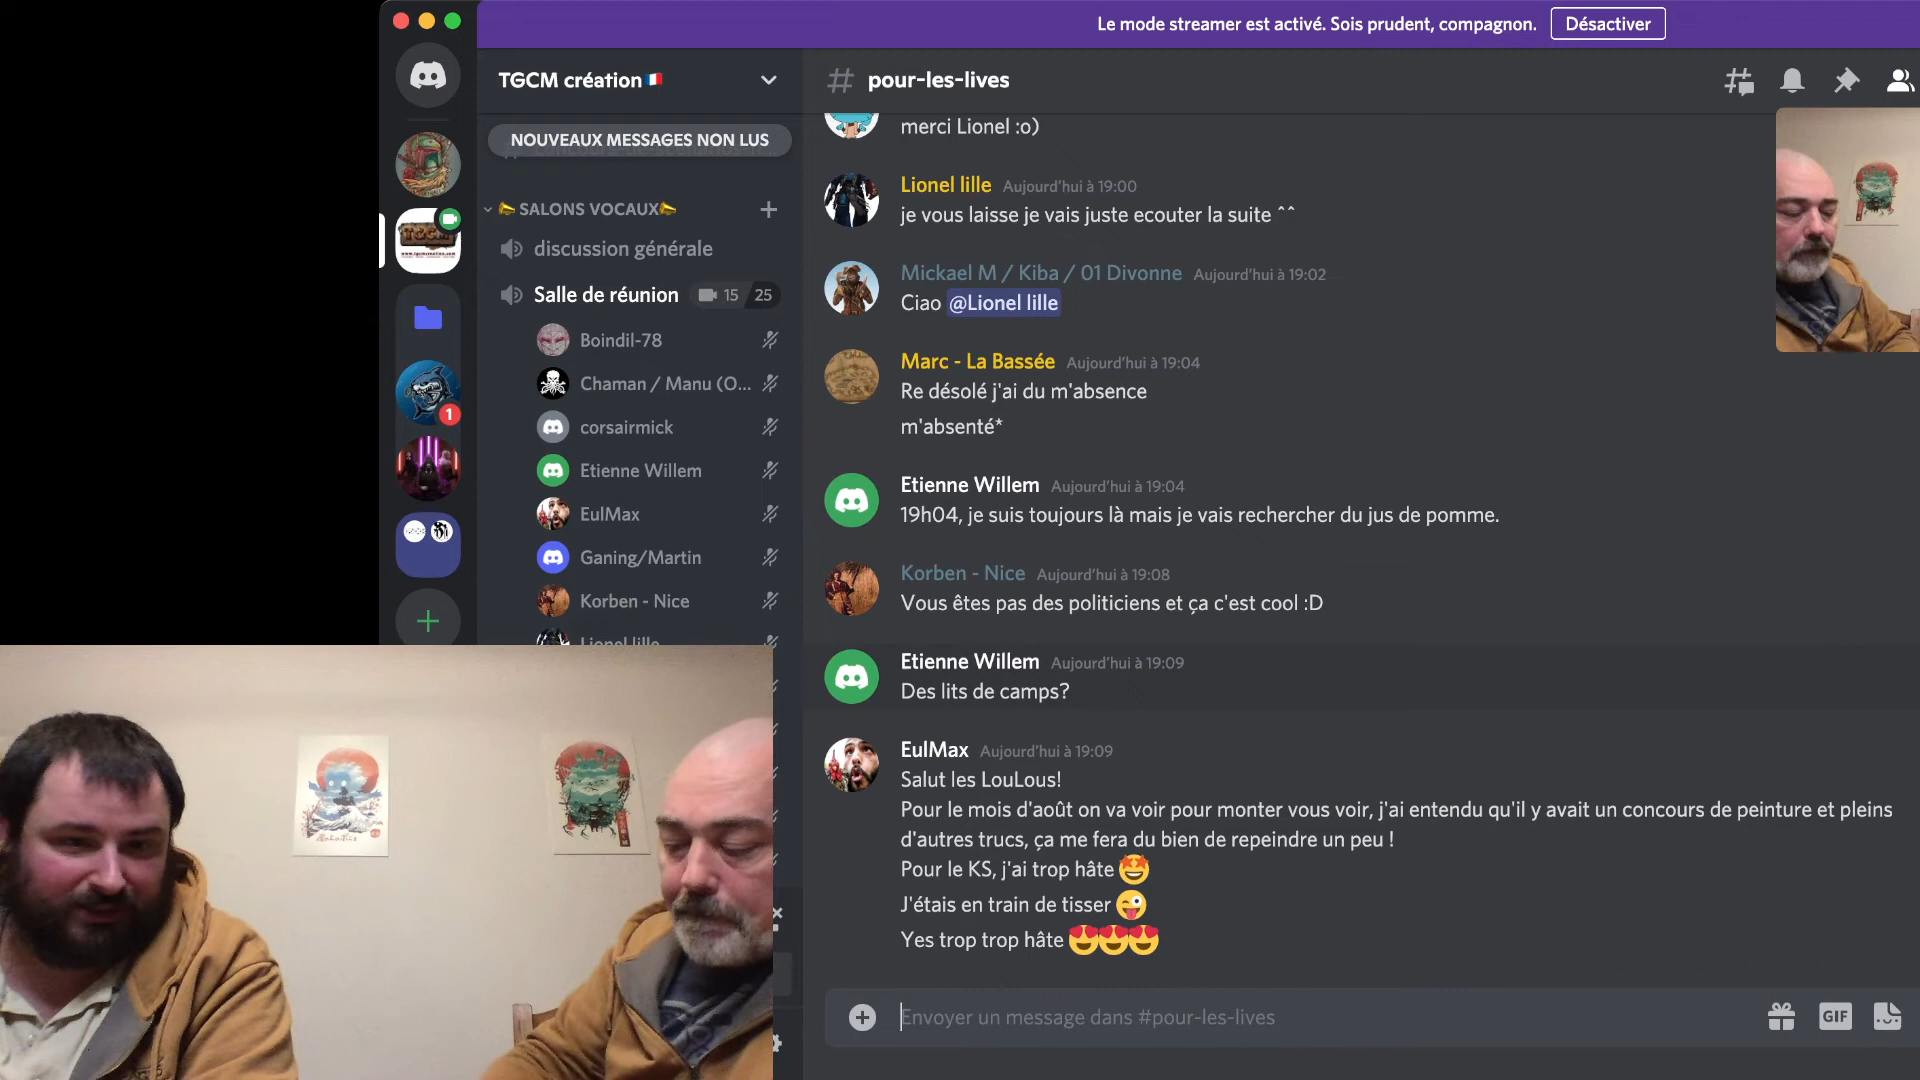 Le mode streamer est activé. Sois prudent, compagnon.
Désactiver
TGCM création
NOUVEAUX MESSAGES NON LUS
SALONS VOCAUX
discussion générale
Salle de réunion 15 25
Boindil-78
Chaman / Manu (O...
corsairmick
Etienne Willem
EulMax
Ganing/Martin
Korben - Nice
Lionel lille
1
# pour-les-lives
merci Lionel :o)
Lionel lille Aujourd'hui à 19:00
je vous laisse je vais juste ecouter la suite ^^
Mickael M / Kiba / 01 Divonne Aujourd'hui à 19:02
Ciao @Lionel lille
Marc - La Bassée Aujourd'hui à 19:04
Re désolé j'ai du m'absence
m'absenté*
Etienne Willem Aujourd'hui à 19:04
19h04, je suis toujours là mais je vais rechercher du jus de pomme.
Korben - Nice Aujourd'hui à 19:08
Vous êtes pas des politiciens et ça c'est cool :D
Etienne Willem Aujourd'hui à 19:09
Des lits de camps?
EulMax Aujourd'hui à 19:09
Salut les LouLous!
Pour le mois d'août on va voir pour monter vous voir, j'ai entendu qu'il y avait un concours de peinture et pleins
d'autres trucs, ça me fera du bien de repeindre un peu !
Pour le KS, j'ai trop hâte 🤩
J'étais en train de tisser 😜
Yes trop trop hâte 😍😍😍
Envoyer un message dans #pour-les-lives
GIF